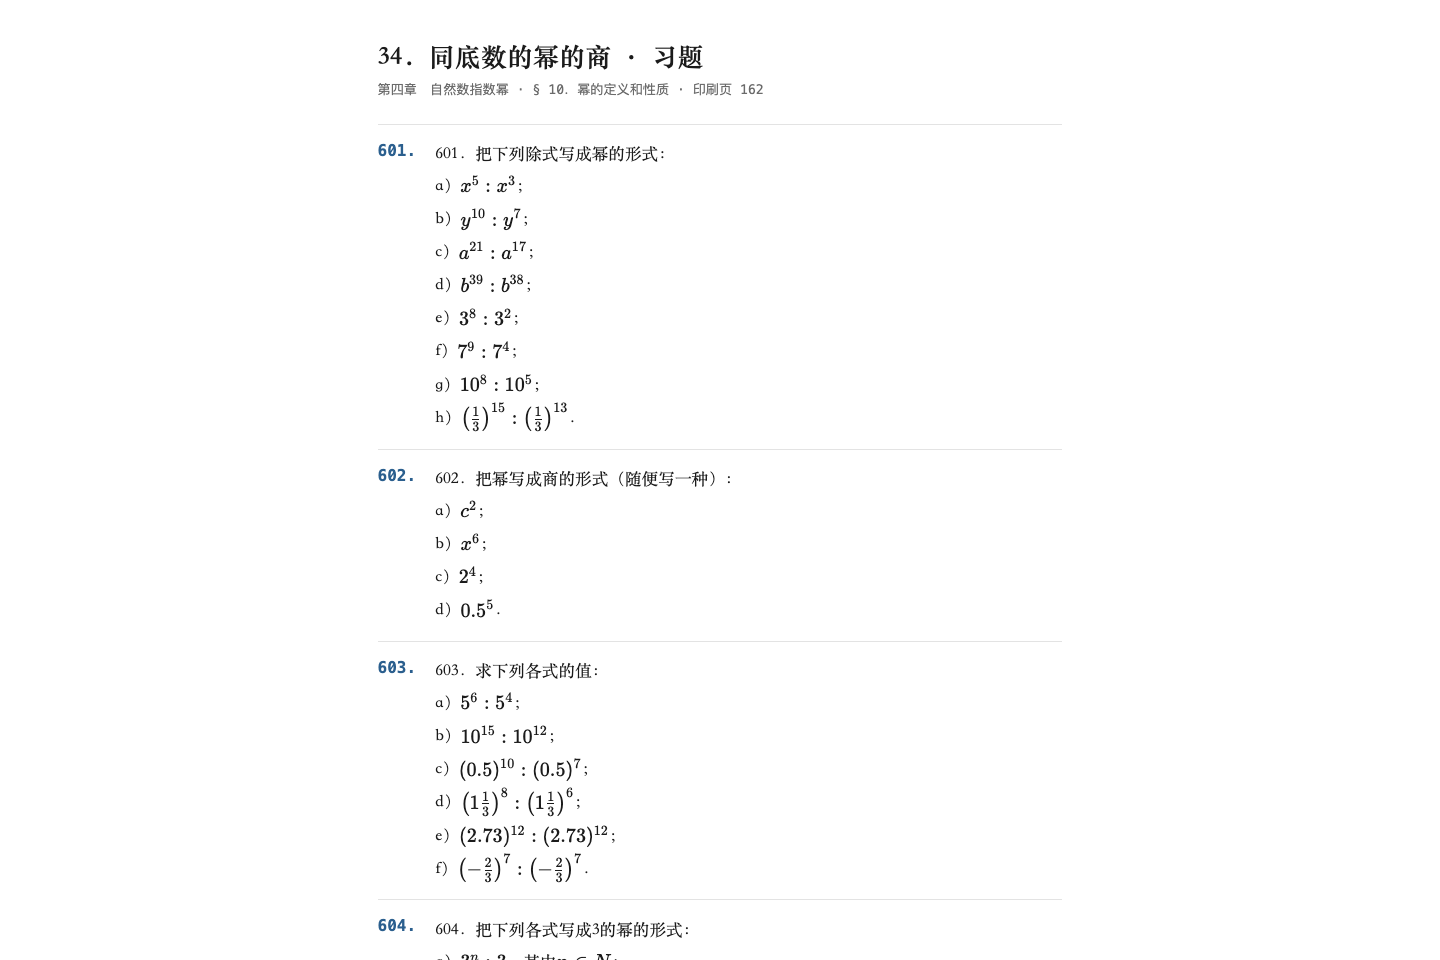 34. 同底数的幂的商 · 习题
第四章 自然数指数幂 · § 10. 幂的定义和性质 · 印刷页 162
601. 601. 把下列除式写成幂的形式:
a) x^5 : x^3;
b) y^10 : y^7;
c) a^21 : a^17;
d) b^39 : b^38;
e) 3^8 : 3^2;
f) 7^9 : 7^4;
g) 10^8 : 10^5;
h) (1/3)^15 : (1/3)^13.
602. 602. 把幂写成商的形式（随便写一种）:
a) c^2;
b) x^6;
c) 2^4;
d) 0.5^5.
603. 603. 求下列各式的值:
a) 5^6 : 5^4;
b) 10^15 : 10^12;
c) (0.5)^10 : (0.5)^7;
d) (1 1/3)^8 : (1 1/3)^6;
e) (2.73)^12 : (2.73)^12;
f) (-2/3)^7 : (-2/3)^7.
604. 604. 把下列各式写成3的幂的形式: